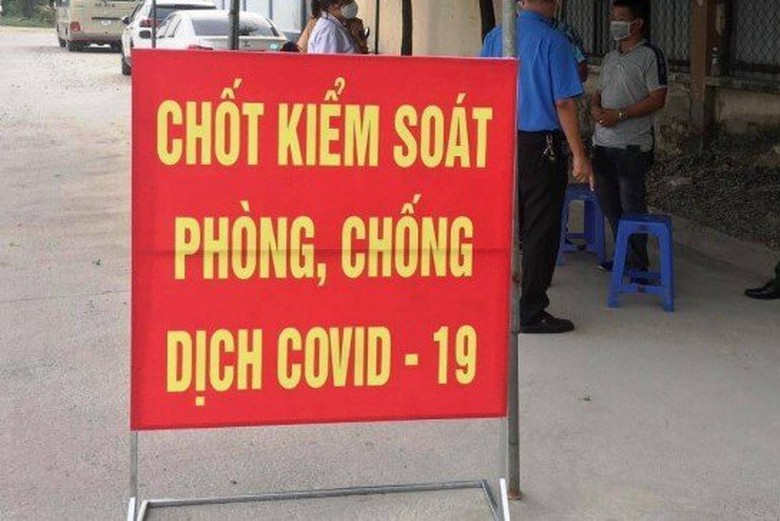 CHỐT KIỂM SOÁT
PHÒNG, CHỐNG
DỊCH COVID - 19